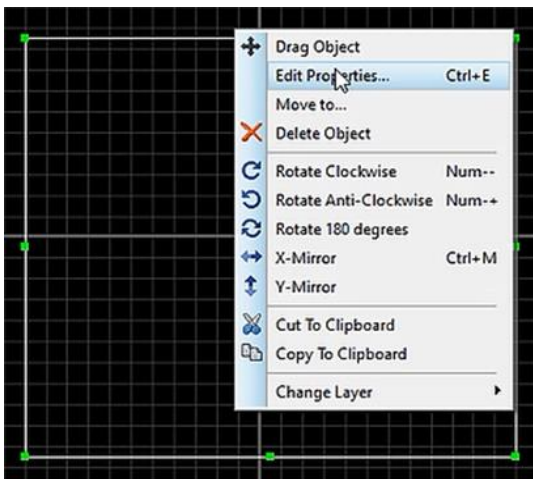 Drag Object
Edit Properties... Ctrl+E
Move to...
Delete Object
Rotate Clockwise Num--
Rotate Anti-Clockwise Num-+
Rotate 180 degrees
X-Mirror Ctrl+M
Y-Mirror
Cut To Clipboard
Copy To Clipboard
Change Layer